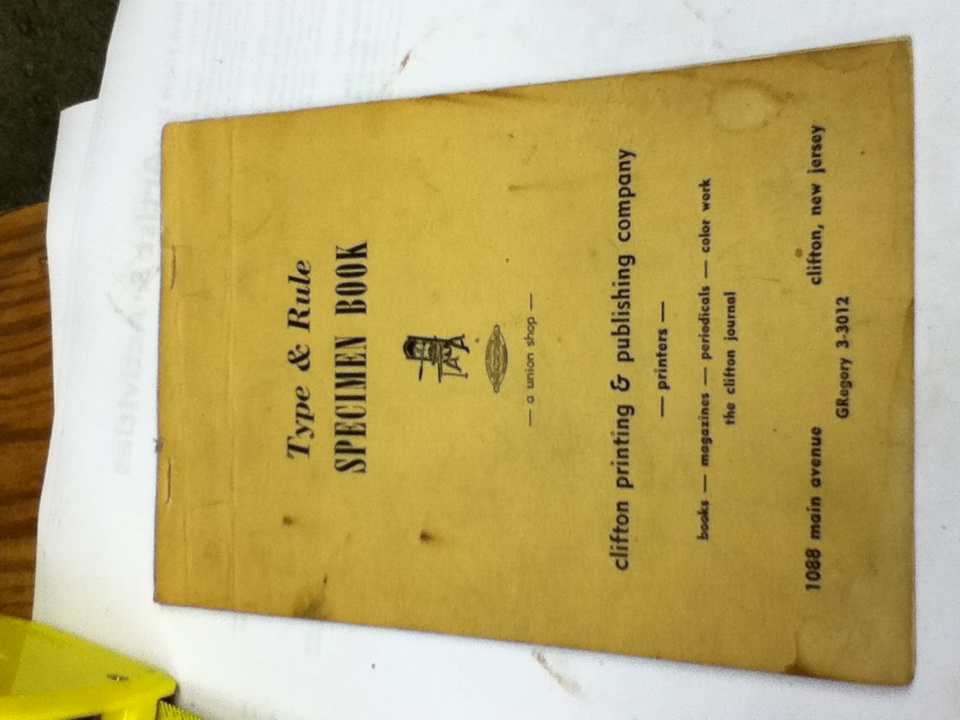 Type & Rule
SPECIMEN BOOK
— a union shop —
clifton printing & publishing company
— printers —
books — magazines — periodicals — color work
the clifton journal
1088 main avenue clifton, new jersey
GRegory 3-3012